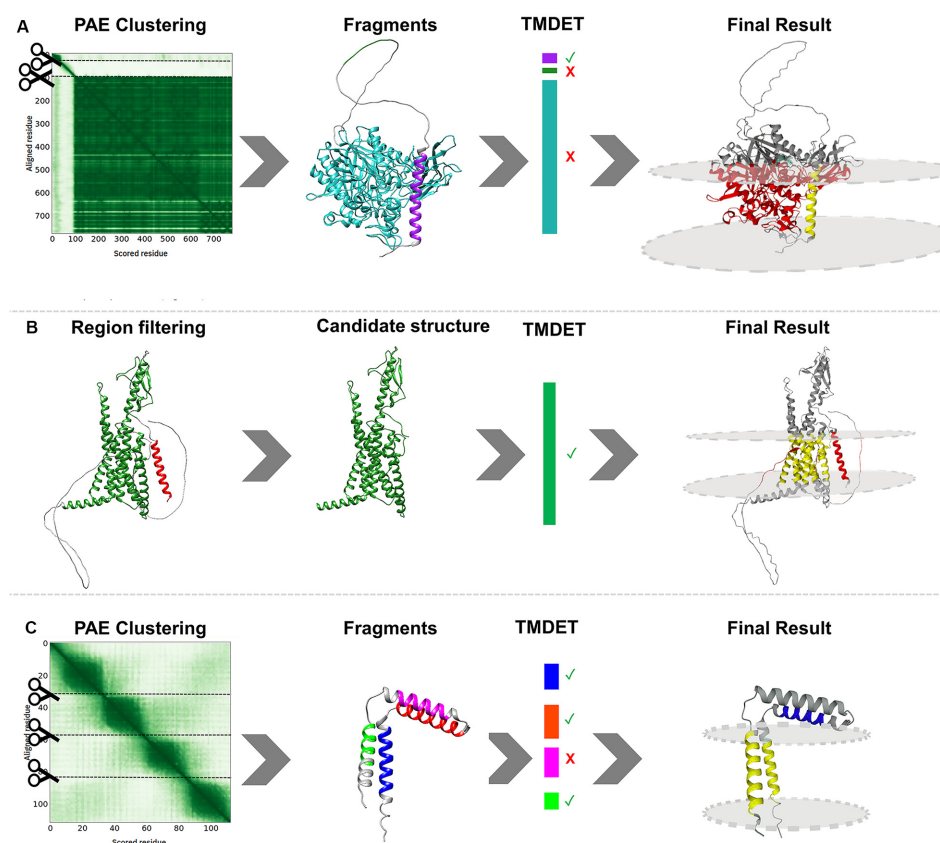 A
PAE Clustering
Fragments
TMDET
Final Result
✓
X
X
Aligned residue
200
300
400
500
600
700
0 100 200 300 400 500 600 700
Scored residue
B
Region filtering
Candidate structure
TMDET
Final Result
✓
C
PAE Clustering
Fragments
TMDET
Final Result
✓
✓
X
✓
Aligned residue
0
20
40
100
0 20 40 60 80 100
Scored residue